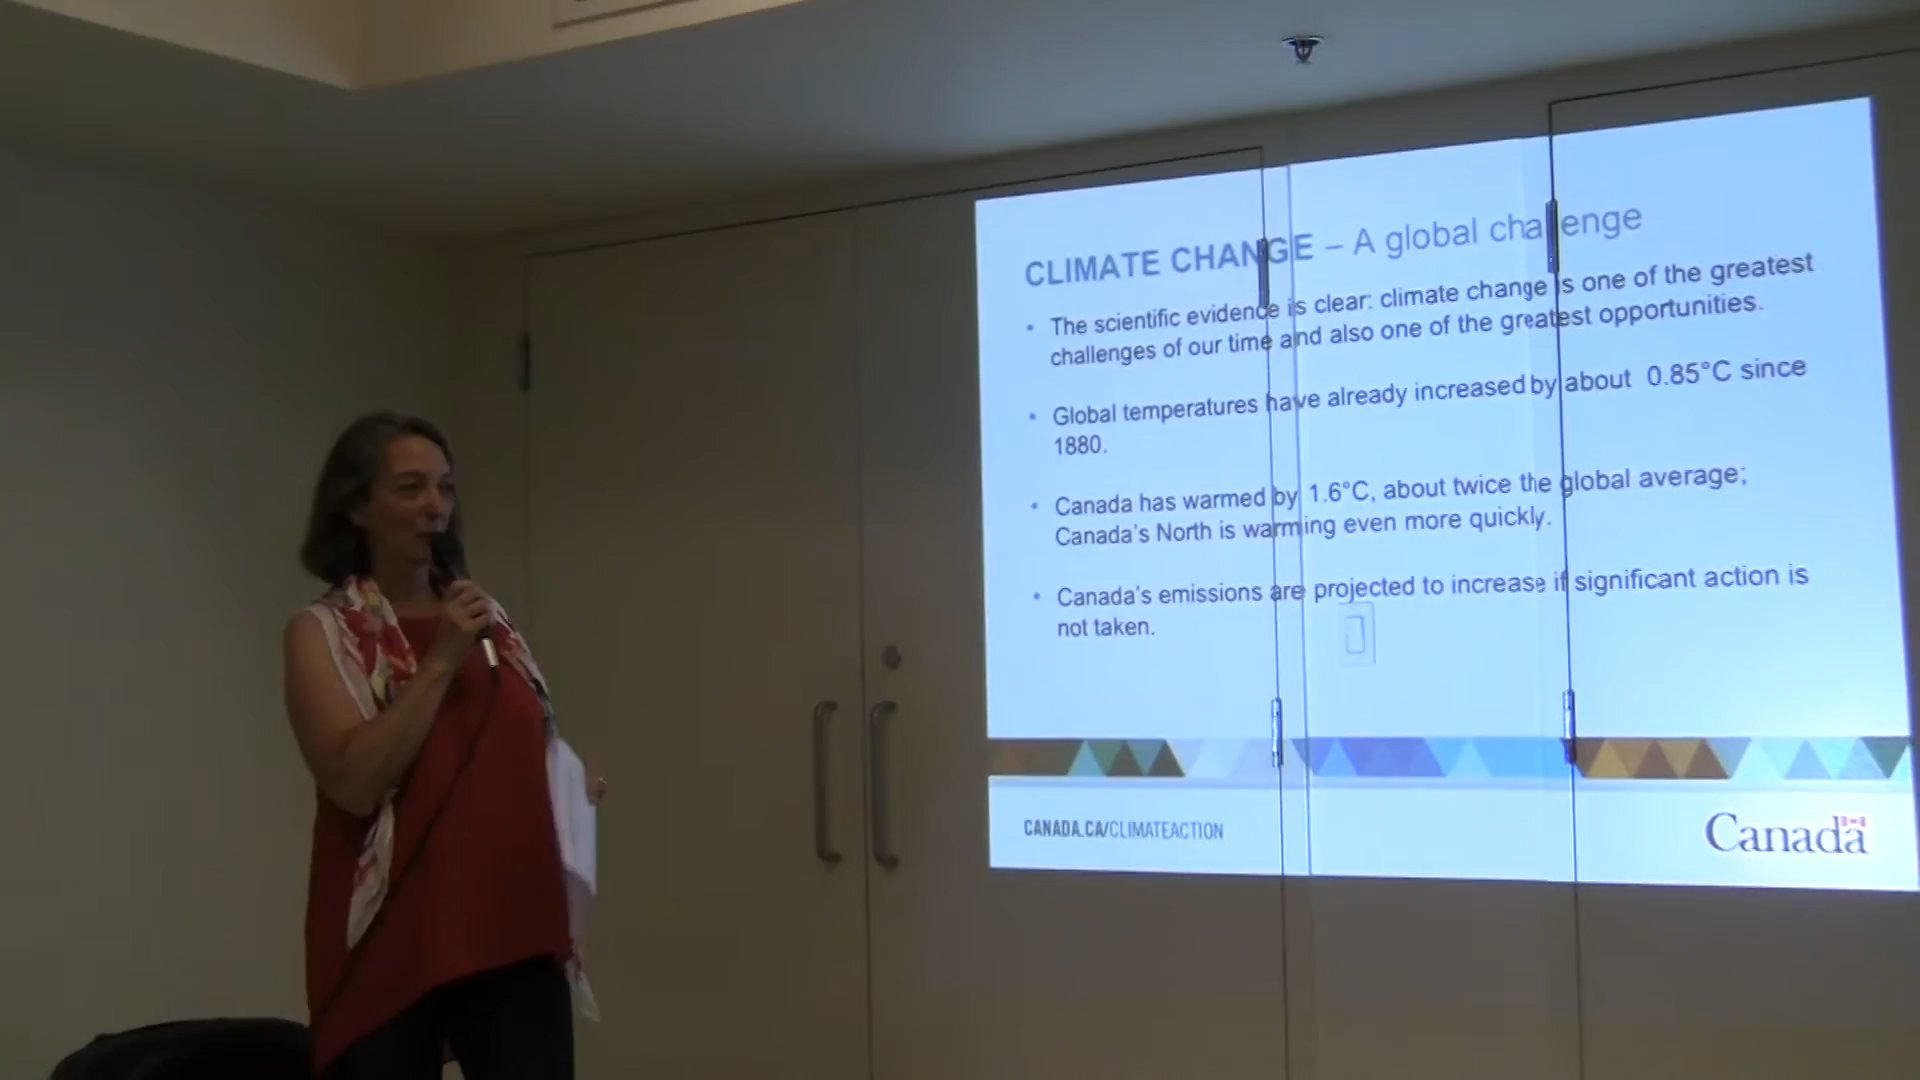 CLIMATE CHANGE – A global challenge
• The scientific evidence is clear: climate change is one of the greatest
challenges of our time and also one of the greatest opportunities.
• Global temperatures have already increased by about 0.85°C since
1880.
• Canada has warmed by 1.6°C, about twice the global average;
Canada's North is warming even more quickly.
• Canada's emissions are projected to increase if significant action is
not taken.
CANADA.CA/CLIMATEACTION
Canada